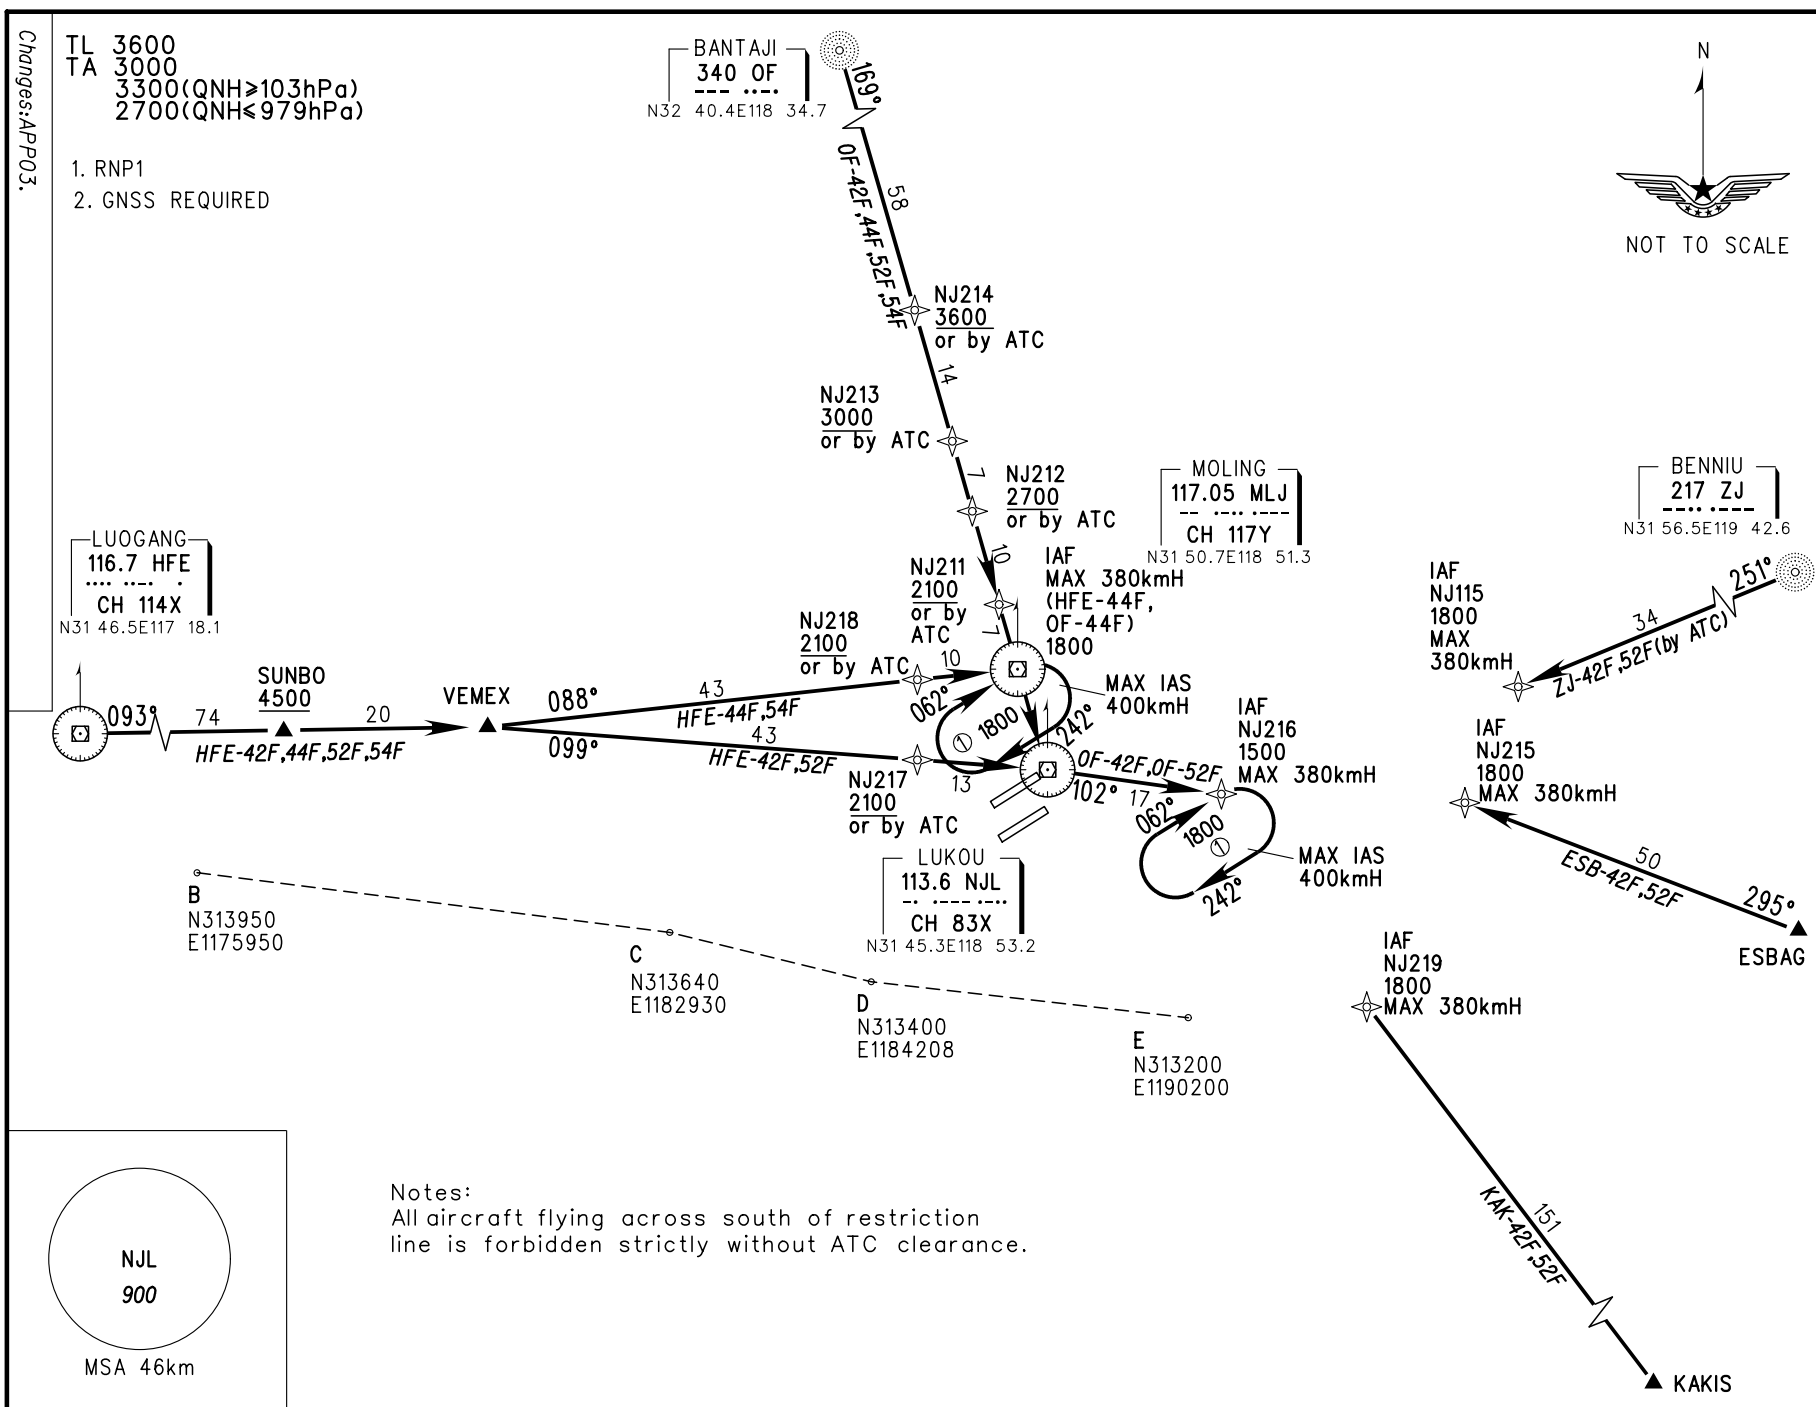 Changes:APP03.
TL 3600
TA 3000
3300(QNH≥103hPa)
2700(QNH≤979hPa)
1. RNP1
2. GNSS REQUIRED
BANTAJI
340 OF
--- ··-·
N32 40.4E118 34.7
169°
58
OF-42F,44F,52F,54F
N
NOT TO SCALE
NJ214
3600
or by ATC
14
NJ213
3000
or by ATC
7
NJ212
2700
or by ATC
10
MOLING
117.05 MLJ
-- ·-·· ·---
CH 117Y
N31 50.7E118 51.3
BENNIU
217 ZJ
--·· ·---
N31 56.5E119 42.6
LUOGANG
116.7 HFE
···· ··-· ·
CH 114X
N31 46.5E117 18.1
NJ211
2100
or by
ATC
7
IAF
MAX 380kmH
(HFE-44F,
OF-44F)
1800
IAF
NJ115
1800
MAX
380kmH
251°
34
ZJ-42F,52F(by ATC)
NJ218
2100
or by ATC
10
SUNBO
4500
VEMEX
093°
74
20
HFE-42F,44F,52F,54F
088°
43
HFE-44F,54F
099°
43
HFE-42F,52F
062°
1 1800
242°
MAX IAS
400kmH
NJ217
2100
or by ATC
13
OF-42F,OF-52F
102°
17
IAF
NJ216
1500
MAX 380kmH
062°
1800
1
242°
MAX IAS
400kmH
IAF
NJ215
1800
MAX 380kmH
50
ESB-42F,52F
295°
ESBAG
LUKOU
113.6 NJL
-· ·--- ·-··
CH 83X
N31 45.3E118 53.2
B
N313950
E1175950
C
N313640
E1182930
D
N313400
E1184208
E
N313200
E1190200
IAF
NJ219
1800
MAX 380kmH
151
KAK-42F,52F
KAKIS
NJL
900
MSA 46km
Notes:
All aircraft flying across south of restriction
line is forbidden strictly without ATC clearance.